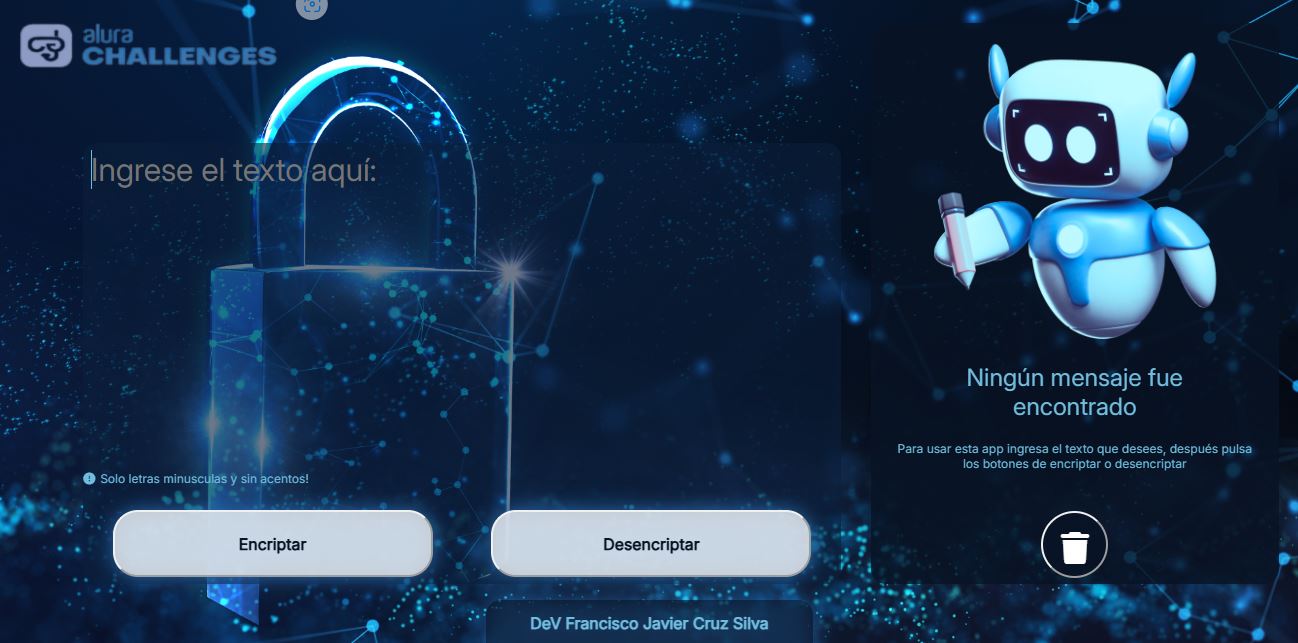 alura
CHALLENGES
Ingrese el texto aquí:
Solo letras minusculas y sin acentos!
Encriptar
Desencriptar
Ningún mensaje fue
encontrado
Para usar esta app ingresa el texto que desees, después pulsa
los botones de encriptar o desencriptar
DeV Francisco Javier Cruz Silva